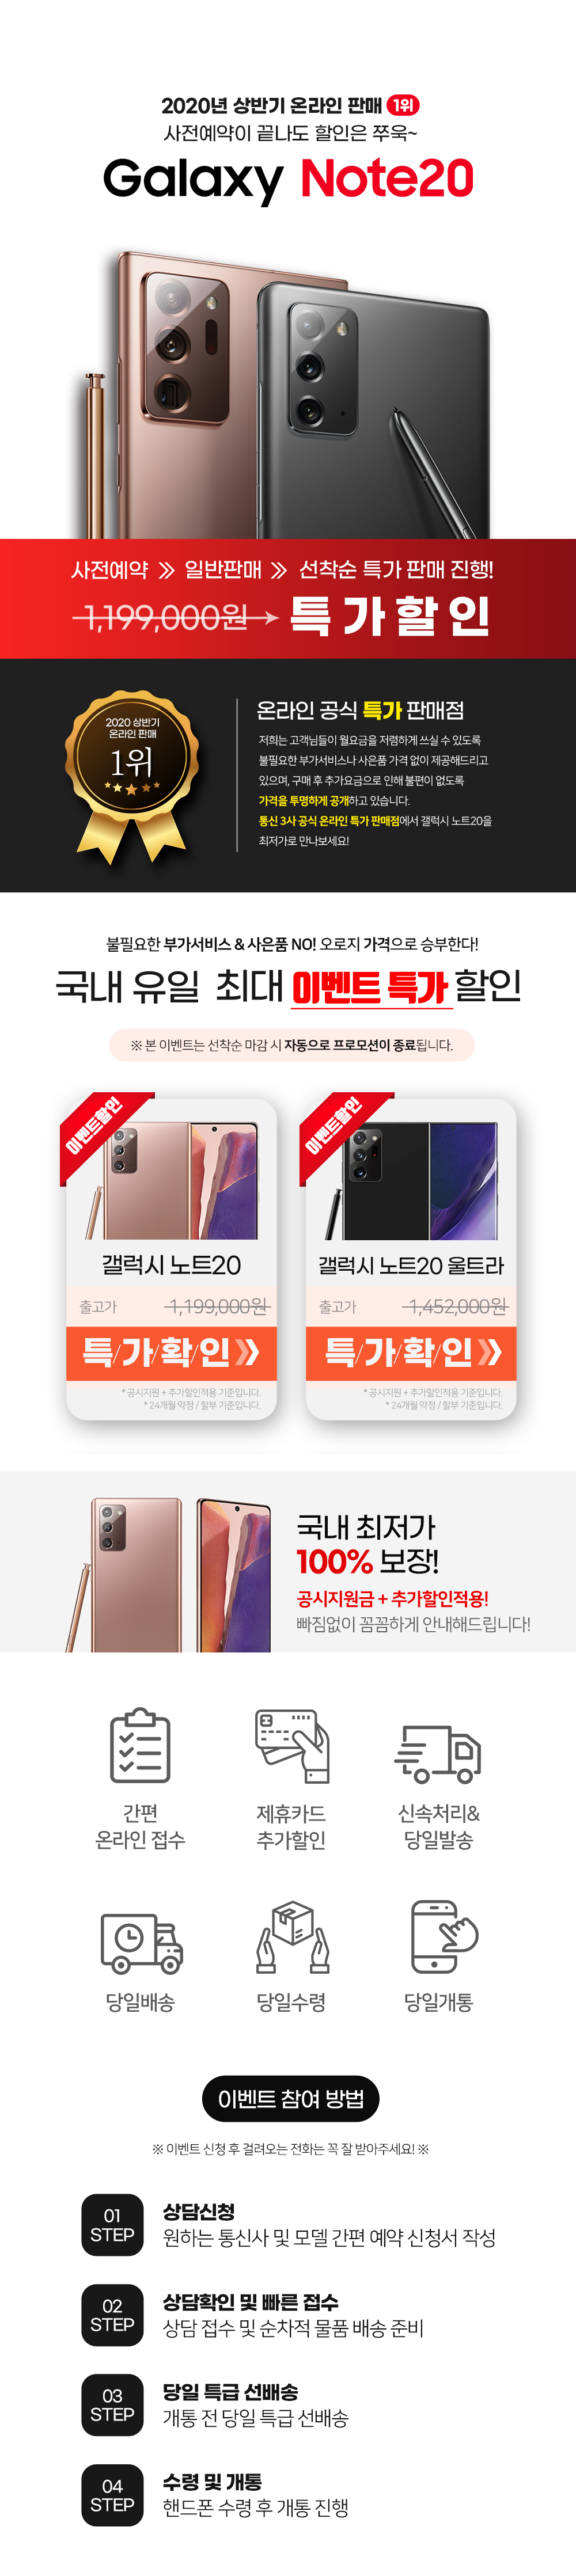 2020년 상반기 온라인 판매 1위
사전예약이 끝나도 할인은 쭈욱~
Galaxy Note20
사전예약 >> 일반판매 >> 선착순 특가 판매 진행!
1,199,000원 → 특가할인
2020 상반기
온라인 판매
1위
온라인 공식 특가 판매점
저희는 고객님들이 월요금을 저렴하게 쓰실 수 있도록
불필요한 부가서비스나 사은품 가격 없이 제공해드리고
있으며, 구매 후 추가요금으로 인해 불편이 없도록
가격을 투명하게 공개하고 있습니다.
통신 3사 공식 온라인 특가 판매점에서 갤럭시 노트20을
최저가로 만나보세요!
불필요한 부가서비스 & 사은품 NO! 오로지 가격으로 승부한다!
국내 유일 최대 이벤트 특가 할인
※ 본 이벤트는 선착순 마감 시 자동으로 프로모션이 종료됩니다.
이벤트할인
갤럭시 노트20
출고가 1,199,000원
특/가/확/인 >>
* 공시지원 + 추가할인적용 기준입니다.
* 24개월 약정 / 할부 기준입니다.
이벤트할인
갤럭시 노트20 울트라
출고가 1,452,000원
특/가/확/인 >>
* 공시지원 + 추가할인적용 기준입니다.
* 24개월 약정 / 할부 기준입니다.
국내 최저가
100% 보장!
공시지원금 + 추가할인적용!
빠짐없이 꼼꼼하게 안내해드립니다!
간편
온라인 접수
제휴카드
추가할인
신속처리&
당일발송
당일배송
당일수령
당일개통
이벤트 참여 방법
※ 이벤트 신청 후 걸려오는 전화는 꼭 잘 받아주세요! ※
01
STEP
상담신청
원하는 통신사 및 모델 간편 예약 신청서 작성
02
STEP
상담확인 및 빠른 접수
상담 접수 및 순차적 물품 배송 준비
03
STEP
당일 특급 선배송
개통 전 당일 특급 선배송
04
STEP
수령 및 개통
핸드폰 수령 후 개통 진행